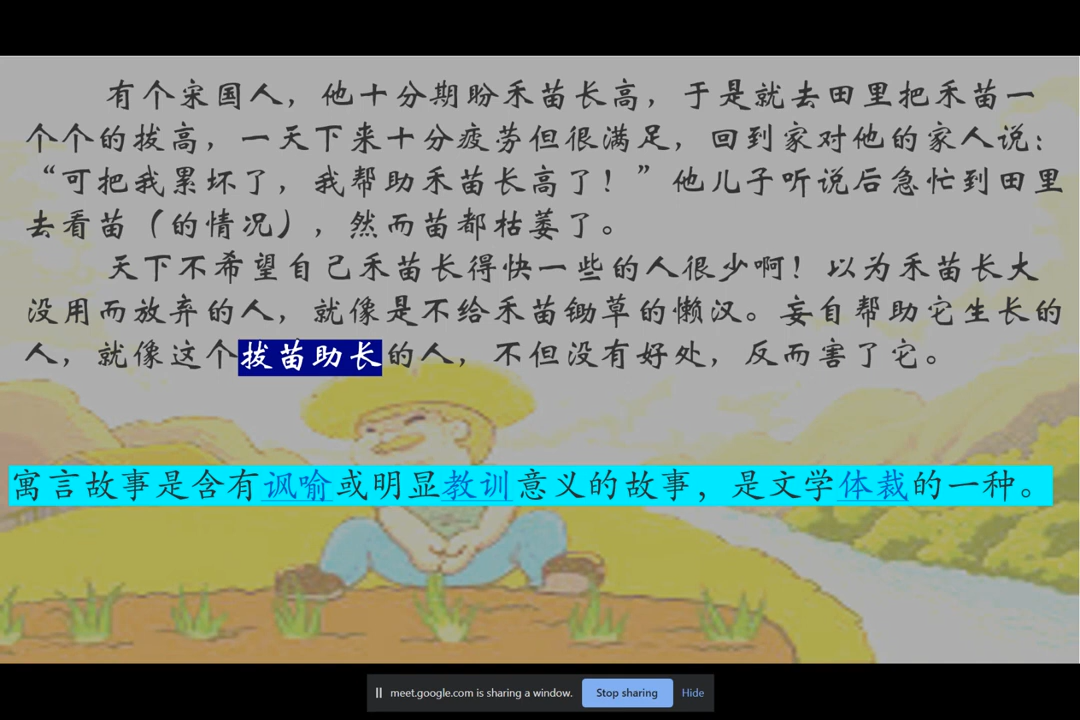 有个宋国人，他十分期盼禾苗长高，于是就去田里把禾苗一
个个的拔高，一天下来十分疲劳但很满足，回到家对他的家人说：
“可把我累坏了，我帮助禾苗长高了！”他儿子听说后急忙到田里
去看苗（的情况），然而苗都枯萎了。
天下不希望自己禾苗长得快一些的人很少啊！以为禾苗长大
没用而放弃的人，就像是不给禾苗锄草的懒汉。妄自帮助它生长的
人，就像这个拔苗助长的人，不但没有好处，反而害了它。
寓言故事是含有讽喻或明显教训意义的故事，是文学体裁的一种。
meet.google.com is sharing a window. Stop sharing Hide